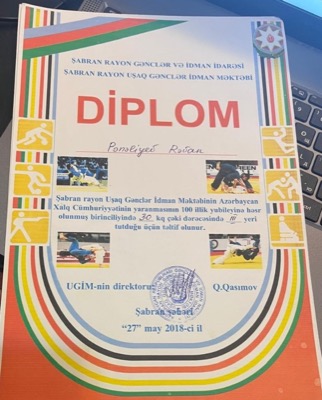 ŞABRAN RAYON GƏNCLƏR VƏ İDMAN İDARƏSİ
ŞABRAN RAYON UŞAQ GƏNCLƏR İDMAN MƏKTƏBİ
DİPLOM
Şabran rayon Uşaq Gənclər İdman Məktəbinin Azərbaycan
Xalq Cümhuriyyətinin yaranmasının 100 illik yubileyinə həsr
olunmuş birinciliyində 30 kq çəki dərəcəsində III yeri
tutduğu üçün təltif olunur.
UGİM-nin direktoru: Q.Qasımov
Şabran şəhəri
“27” may 2018-ci il